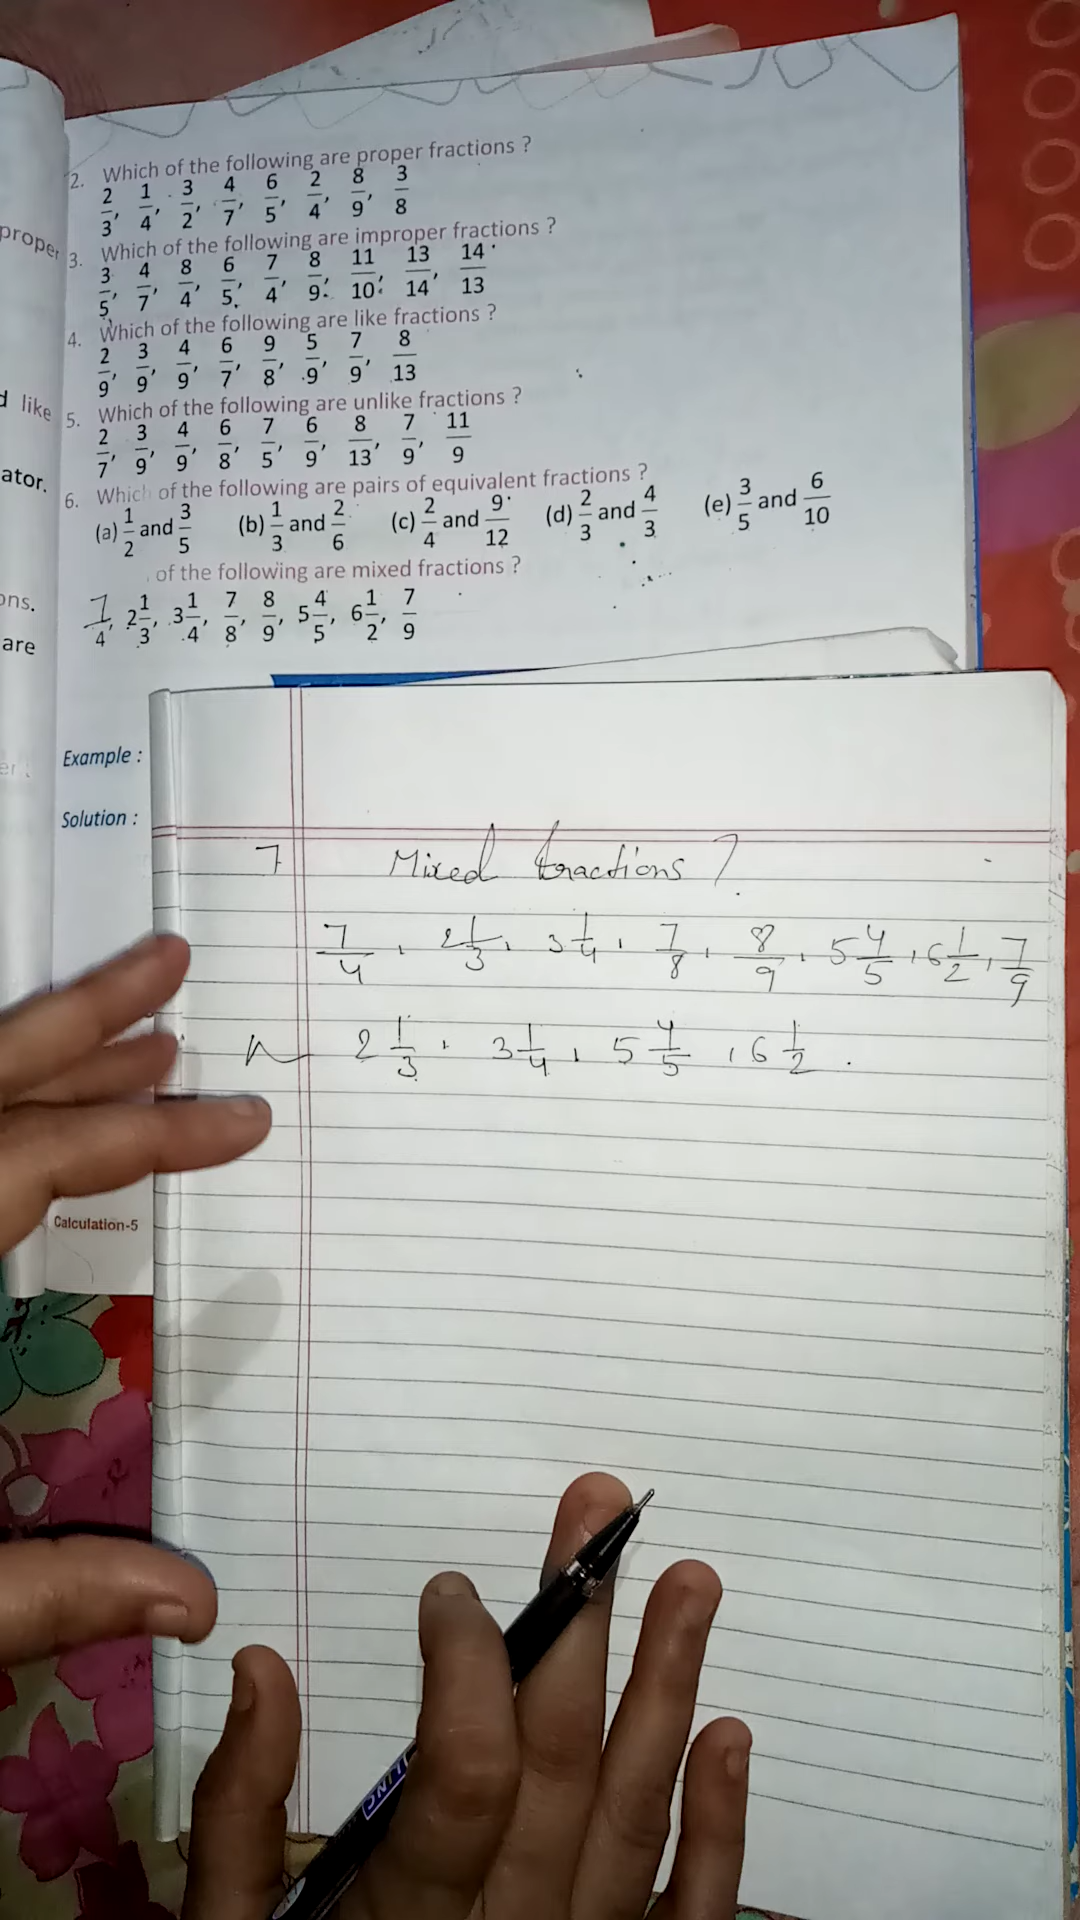 2. Which of the following are proper fractions ?
2/3, 1/4, 3/2, 4/7, 6/5, 2/4, 8/9, 3/8
3. Which of the following are improper fractions ?
3/5, 4/7, 8/4, 6/5, 7/4, 8/9, 11/10, 13/14, 14/13
4. Which of the following are like fractions ?
2/9, 3/9, 4/9, 6/7, 9/8, 5/9, 7/9, 8/13
5. Which of the following are unlike fractions ?
2/7, 3/9, 4/9, 6/8, 7/5, 6/9, 8/13, 7/9, 11/9
6. Which of the following are pairs of equivalent fractions ?
(a) 1/2 and 3/5 (b) 1/3 and 2/6 (c) 2/4 and 9/12 (d) 2/3 and 4/3 (e) 3/5 and 6/10
of the following are mixed fractions ?
7/4, 2 1/3, 3 1/4, 7/8, 8/9, 5 4/5, 6 1/2, 7/9
proper
like
ator.
ons.
are
Example :
Solution :
Calculation-5
7 Mixed fractions ?
7/4, 2 1/3, 3 1/4, 7/8, 8/9, 5 4/5, 6 1/2, 7/9
2 1/3, 3 1/4, 5 4/5, 6 1/2.
LINC